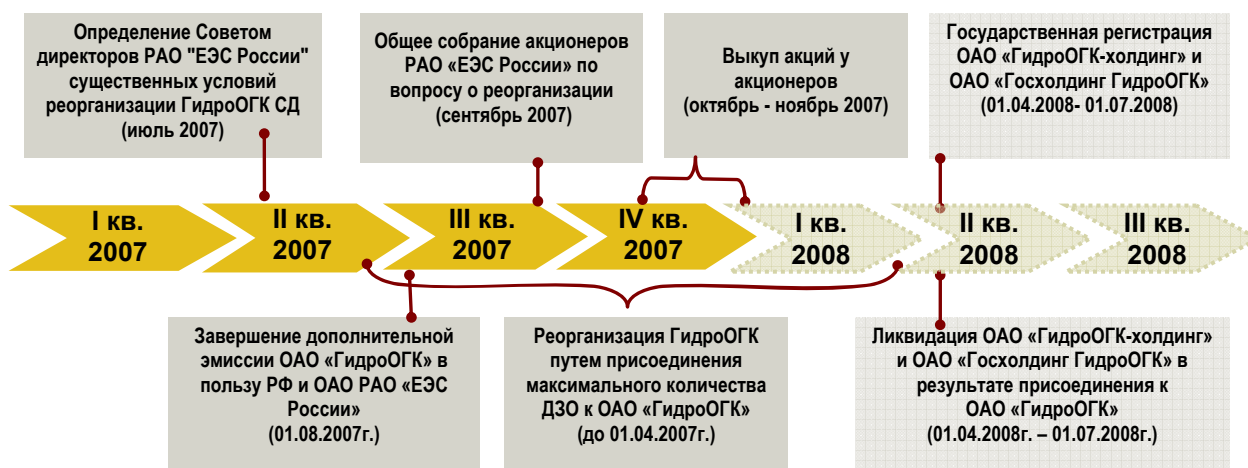 Определение Советом
директоров РАО "ЕЭС России"
существенных условий
реорганизации ГидроОГК СД
(июль 2007)
Общее собрание акционеров
РАО «ЕЭС России» по
вопросу о реорганизации
(сентябрь 2007)
Выкуп акций у
акционеров
(октябрь - ноябрь 2007)
Государственная регистрация
ОАО «ГидроОГК-холдинг» и
ОАО «Госхолдинг ГидроОГК»
(01.04.2008- 01.07.2008)
I кв.
2007
II кв.
2007
III кв.
2007
IV кв.
2007
I кв.
2008
II кв.
2008
III кв.
2008
Завершение дополнительной
эмиссии ОАО «ГидроОГК» в
пользу РФ и ОАО РАО «ЕЭС
России»
(01.08.2007г.)
Реорганизация ГидроОГК
путем присоединения
максимального количества
ДЗО к ОАО «ГидроОГК»
(до 01.04.2007г.)
Ликвидация ОАО «ГидроОГК-холдинг»
и ОАО «Госхолдинг ГидроОГК» в
результате присоединения к
ОАО «ГидроОГК»
(01.04.2008г. – 01.07.2008г.)